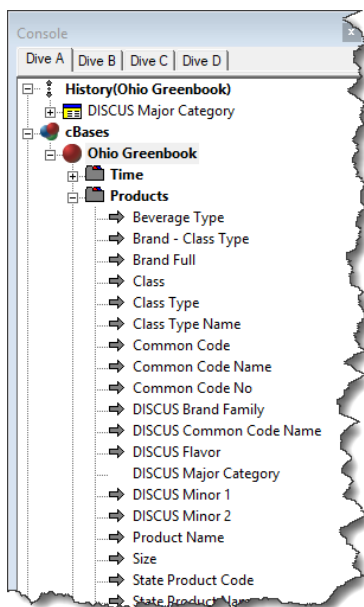 Console
Dive A Dive B Dive C Dive D
History(Ohio Greenbook)
DISCUS Major Category
cBases
Ohio Greenbook
Time
Products
Beverage Type
Brand - Class Type
Brand Full
Class
Class Type
Class Type Name
Common Code
Common Code Name
Common Code No
DISCUS Brand Family
DISCUS Common Code Name
DISCUS Flavor
DISCUS Major Category
DISCUS Minor 1
DISCUS Minor 2
Product Name
Size
State Product Code
State Product Name